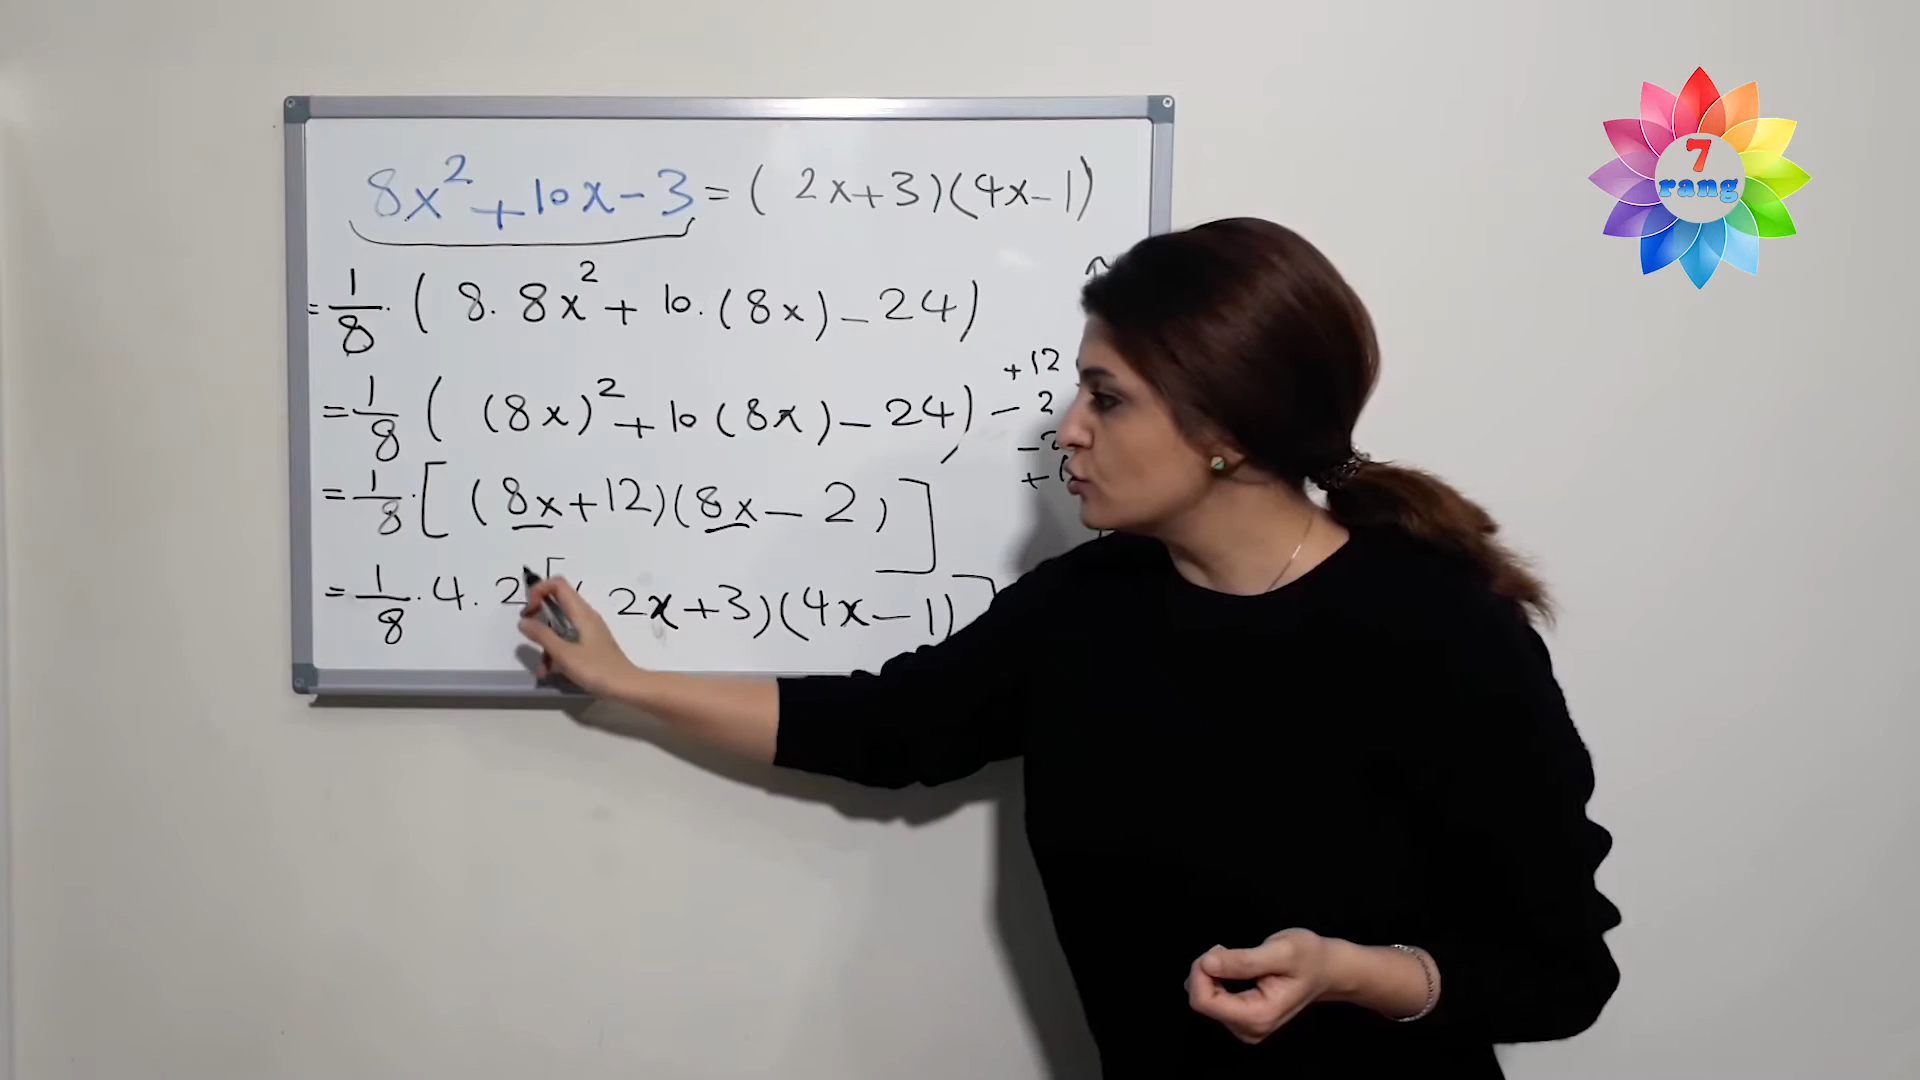 8x² + 10x - 3 = ( 2x+3)(4x-1)
= 1/8 · ( 8 · 8x² + 10 · (8x) - 24)
= 1/8 ( (8x)² + 10 (8x) - 24)
+12
- 2
= 1/8 · [ (8x+12)(8x - 2) ]
= 1/8 · 4 · 2 [ ( 2x+3)(4x-1) ]
7
rang